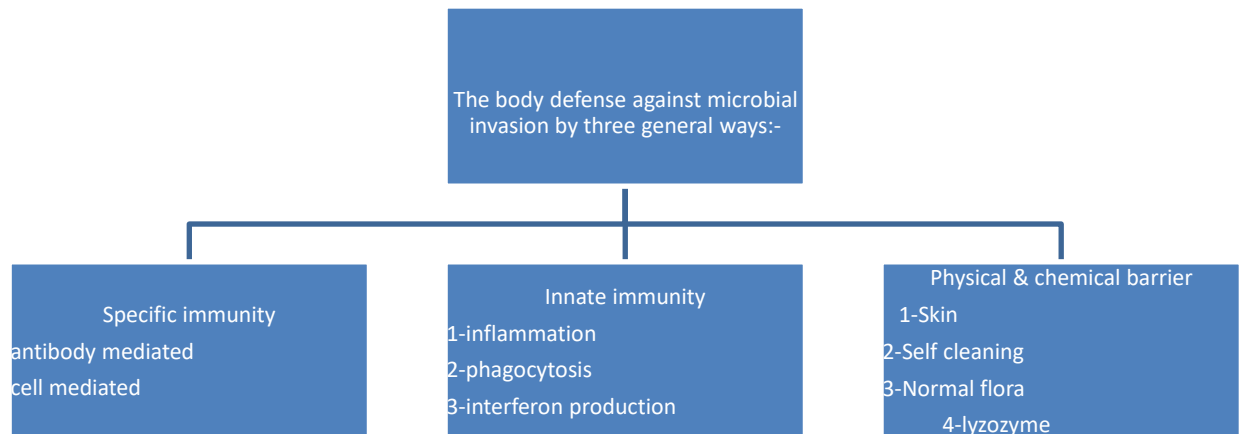 The body defense against microbial
invasion by three general ways:-
Specific immunity
antibody mediated
cell mediated
Innate immunity
1-inflammation
2-phagocytosis
3-interferon production
Physical & chemical barrier
1-Skin
2-Self cleaning
3-Normal flora
4-lyzozyme